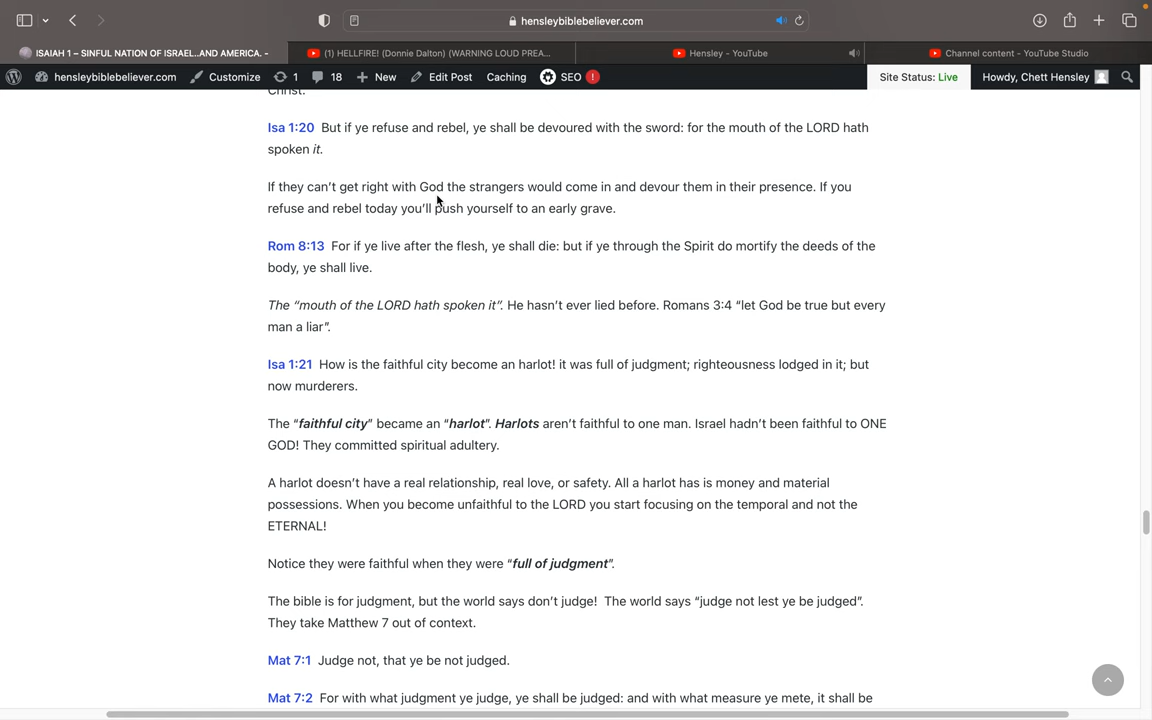 hensleybiblebeliever.com
ISAIAH 1 – SINFUL NATION OF ISRAEL..AND AMERICA. -
(1) HELLFIRE! (Donnie Dalton) (WARNING LOUD PREA...
Hensley - YouTube
Channel content - YouTube Studio
hensleybiblebeliever.com
Customize
1
18
New
Edit Post
Caching
SEO
!
Site Status: Live
Howdy, Chett Hensley
Christ.
Isa 1:20 But if ye refuse and rebel, ye shall be devoured with the sword: for the mouth of the LORD hath
spoken it.
If they can't get right with God the strangers would come in and devour them in their presence. If you
refuse and rebel today you'll push yourself to an early grave.
Rom 8:13 For if ye live after the flesh, ye shall die: but if ye through the Spirit do mortify the deeds of the
body, ye shall live.
The “mouth of the LORD hath spoken it”. He hasn't ever lied before. Romans 3:4 “let God be true but every
man a liar”.
Isa 1:21 How is the faithful city become an harlot! it was full of judgment; righteousness lodged in it; but
now murderers.
The “faithful city” became an “harlot”. Harlots aren't faithful to one man. Israel hadn't been faithful to ONE
GOD! They committed spiritual adultery.
A harlot doesn't have a real relationship, real love, or safety. All a harlot has is money and material
possessions. When you become unfaithful to the LORD you start focusing on the temporal and not the
ETERNAL!
Notice they were faithful when they were “full of judgment”.
The bible is for judgment, but the world says don't judge! The world says “judge not lest ye be judged”.
They take Matthew 7 out of context.
Mat 7:1 Judge not, that ye be not judged.
Mat 7:2 For with what judgment ye judge, ye shall be judged: and with what measure ye mete, it shall be